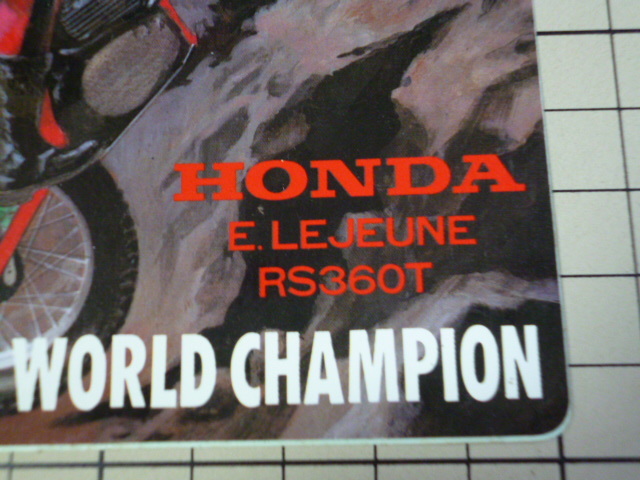 HONDA
E. LEJEUNE
RS360T
WORLD CHAMPION